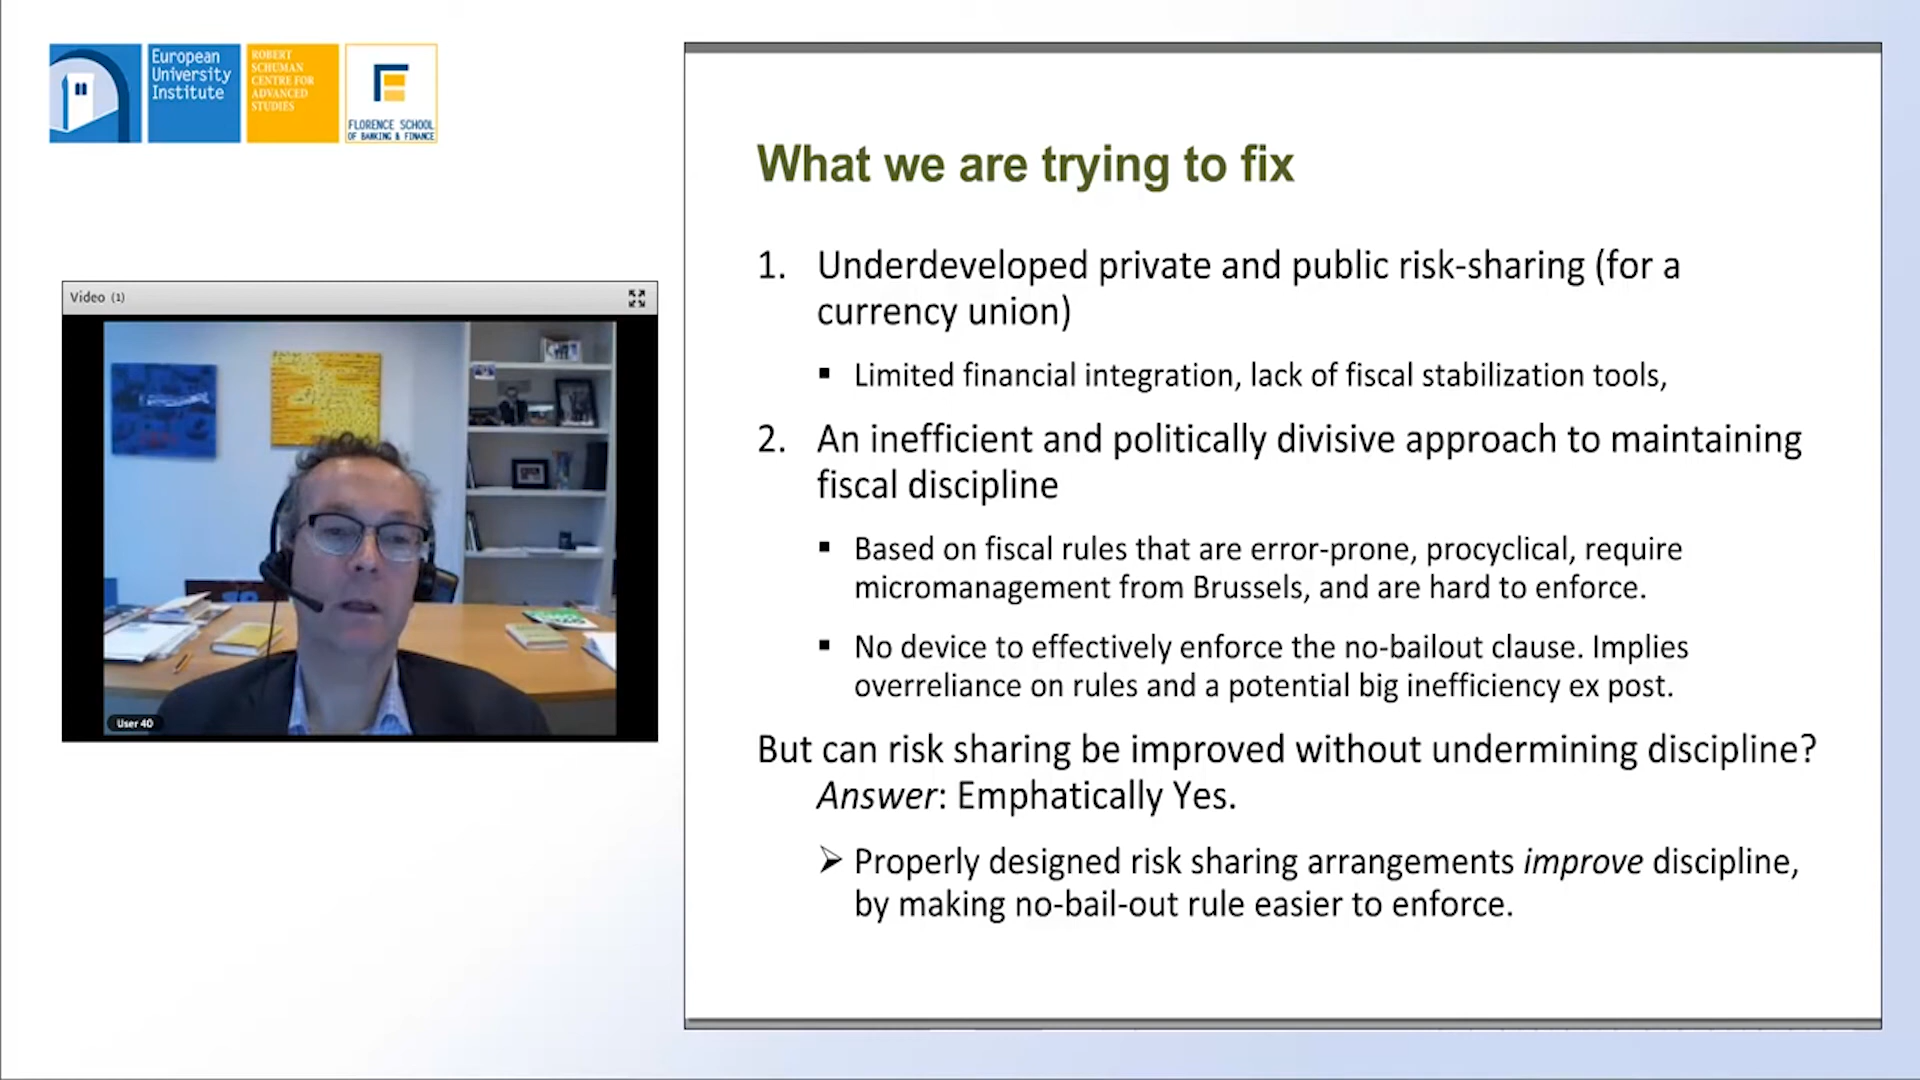 European
University
Institute
ROBERT
SCHUMAN
CENTRE FOR
ADVANCED
STUDIES
FLORENCE SCHOOL
OF BANKING & FINANCE
Video (1)
User 40
What we are trying to fix
1. Underdeveloped private and public risk-sharing (for a
currency union)
▪ Limited financial integration, lack of fiscal stabilization tools,
2. An inefficient and politically divisive approach to maintaining
fiscal discipline
▪ Based on fiscal rules that are error-prone, procyclical, require
micromanagement from Brussels, and are hard to enforce.
▪ No device to effectively enforce the no-bailout clause. Implies
overreliance on rules and a potential big inefficiency ex post.
But can risk sharing be improved without undermining discipline?
Answer: Emphatically Yes.
➢ Properly designed risk sharing arrangements improve discipline,
by making no-bail-out rule easier to enforce.